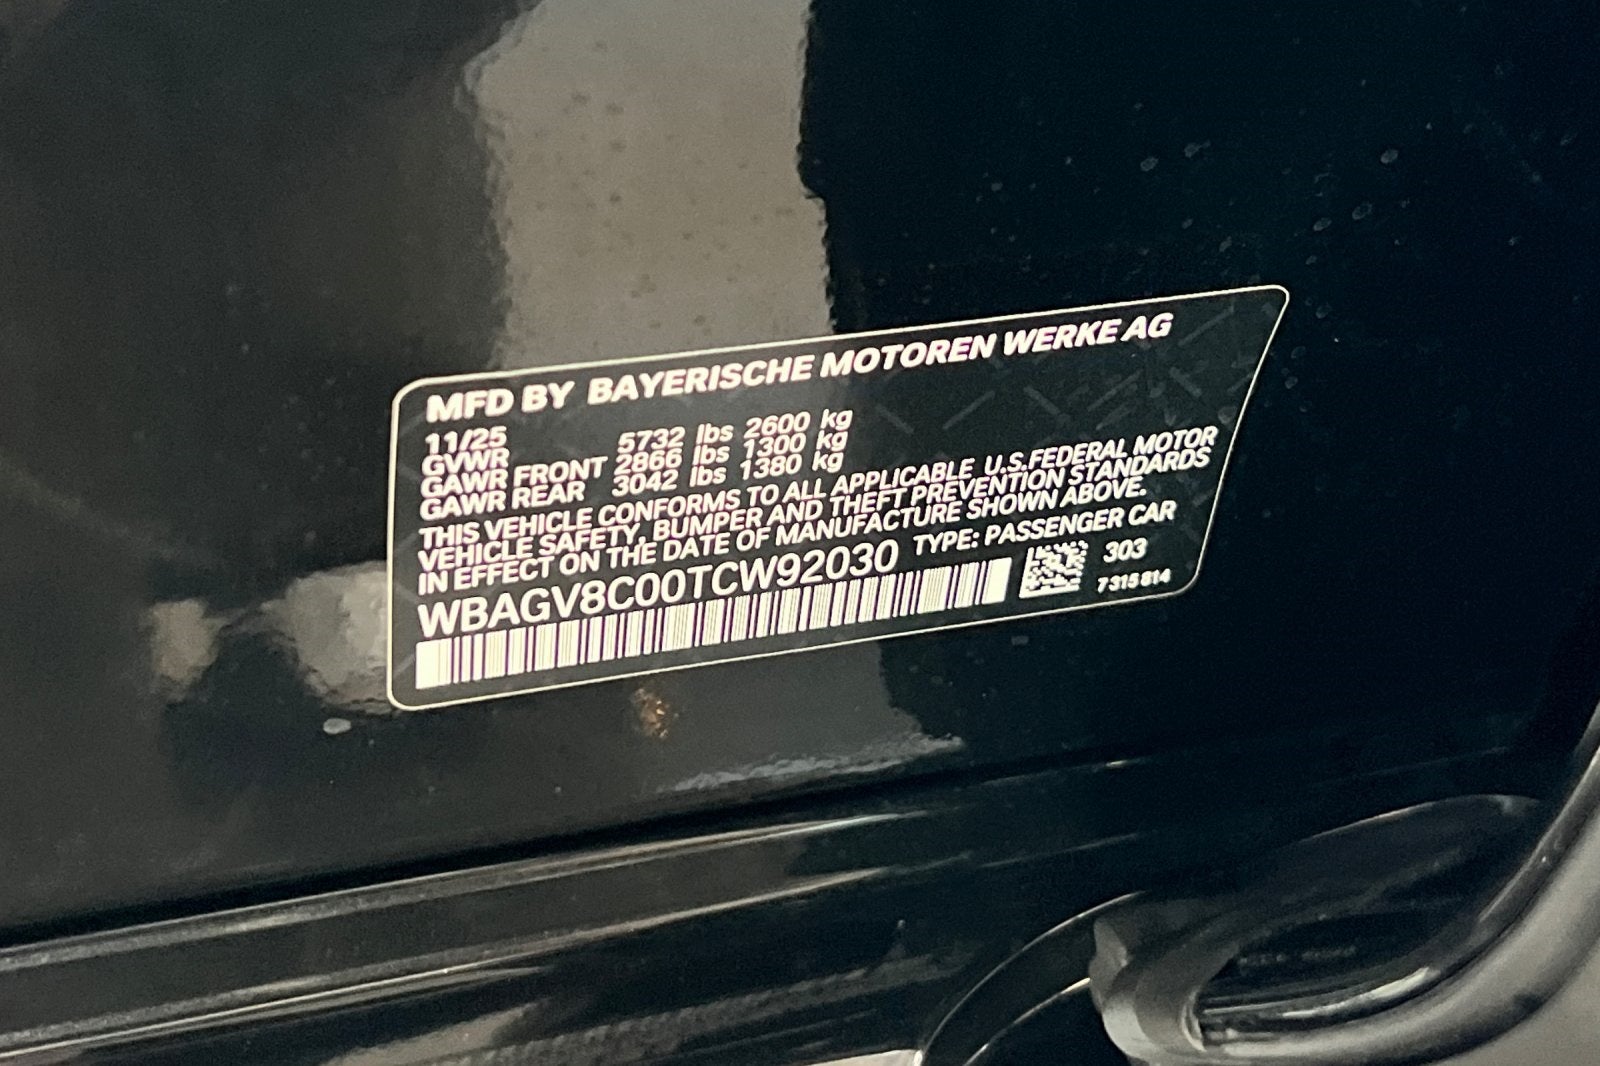 MFD BY BAYERISCHE MOTOREN WERKE AG
11/25
GVWR 5732 lbs 2600 kg
GAWR FRONT 2866 lbs 1300 kg
GAWR REAR 3042 lbs 1380 kg
THIS VEHICLE CONFORMS TO ALL APPLICABLE U.S.FEDERAL MOTOR
VEHICLE SAFETY, BUMPER AND THEFT PREVENTION STANDARDS
IN EFFECT ON THE DATE OF MANUFACTURE SHOWN ABOVE.
WBAGV8C00TCW92030 TYPE: PASSENGER CAR
303
7315814